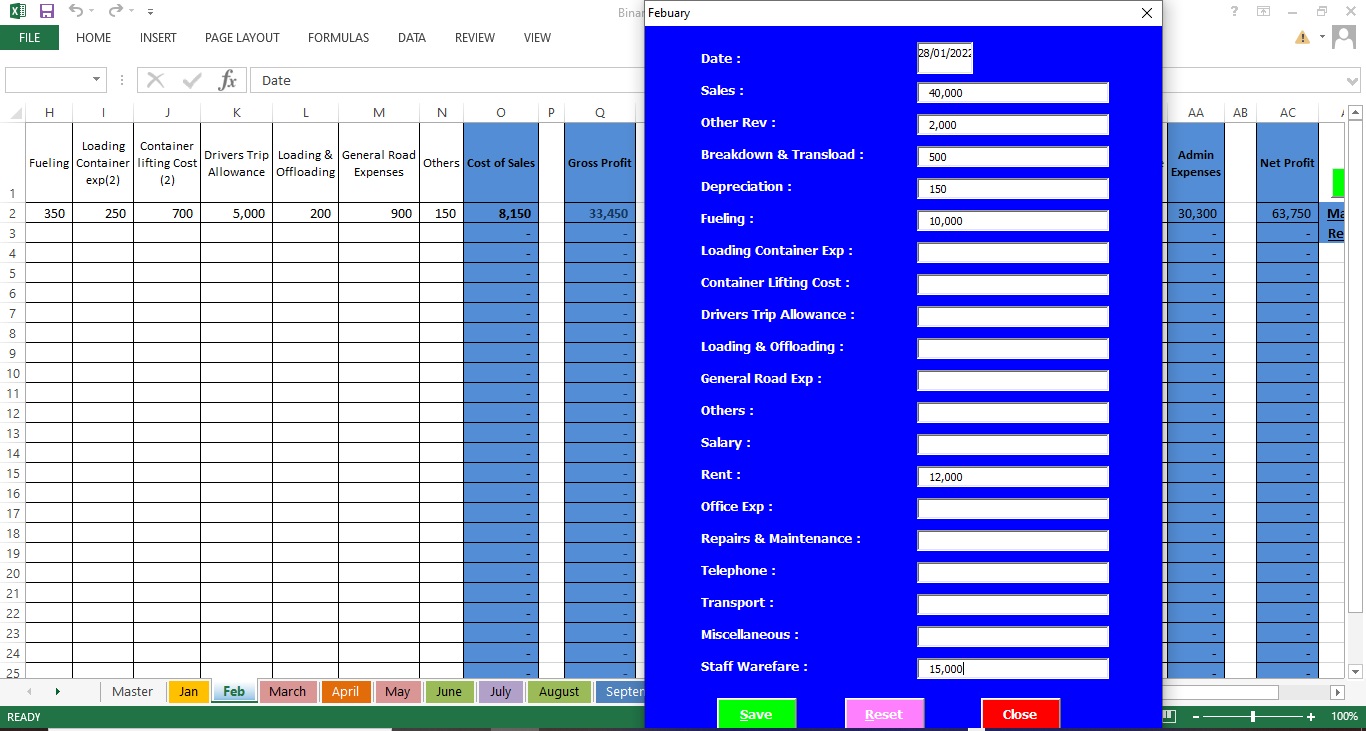 Binar
Febuary
FILE HOME INSERT PAGE LAYOUT FORMULAS DATA REVIEW VIEW
fx Date
H I J K L M N O P Q AA AB AC
1 Fueling Loading Container exp(2) Container lifting Cost (2) Drivers Trip Allowance Loading & Offloading General Road Expenses Others Cost of Sales Gross Profit Admin Expenses Net Profit
2 350 250 700 5,000 200 900 150 8,150 33,450 30,300 63,750 Ma
3 - - - - Re
4 - - - -
5 - - - -
6 - - - -
7 - - - -
8 - - - -
9 - - - -
10 - - - -
11 - - - -
12 - - - -
13 - - - -
14 - - - -
15 - - - -
16 - - - -
17 - - - -
18 - - - -
19 - - - -
20 - - - -
21 - - - -
22 - - - -
23 - - - -
24 - - - -
25 - - - -
Date : 28/01/2022
Sales : 40,000
Other Rev : 2,000
Breakdown & Transload : 500
Depreciation : 150
Fueling : 10,000
Loading Container Exp :
Container Lifting Cost :
Drivers Trip Allowance :
Loading & Offloading :
General Road Exp :
Others :
Salary :
Rent : 12,000
Office Exp :
Repairs & Maintenance :
Telephone :
Transport :
Miscellaneous :
Staff Warefare : 15,000
Save Reset Close
Master Jan Feb March April May June July August Septen
READY 100%